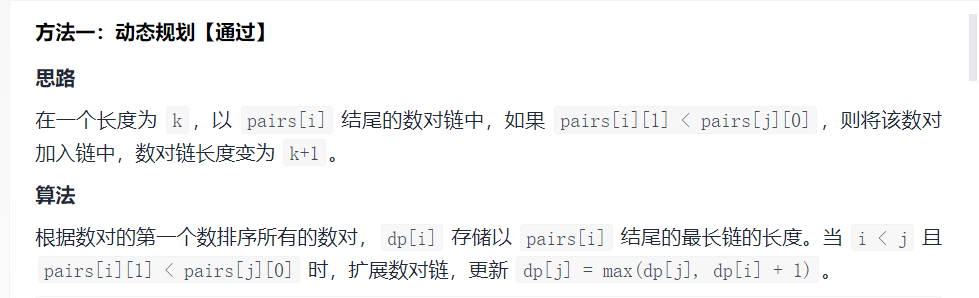 方法一：动态规划【通过】
思路
在一个长度为 k，以 pairs[i] 结尾的数对链中，如果 pairs[i][1] < pairs[j][0]，则将该数对
加入链中，数对链长度变为 k+1。
算法
根据数对的第一个数排序所有的数对，dp[i] 存储以 pairs[i] 结尾的最长链的长度。当 i < j 且
pairs[i][1] < pairs[j][0] 时，扩展数对链，更新 dp[j] = max(dp[j], dp[i] + 1)。